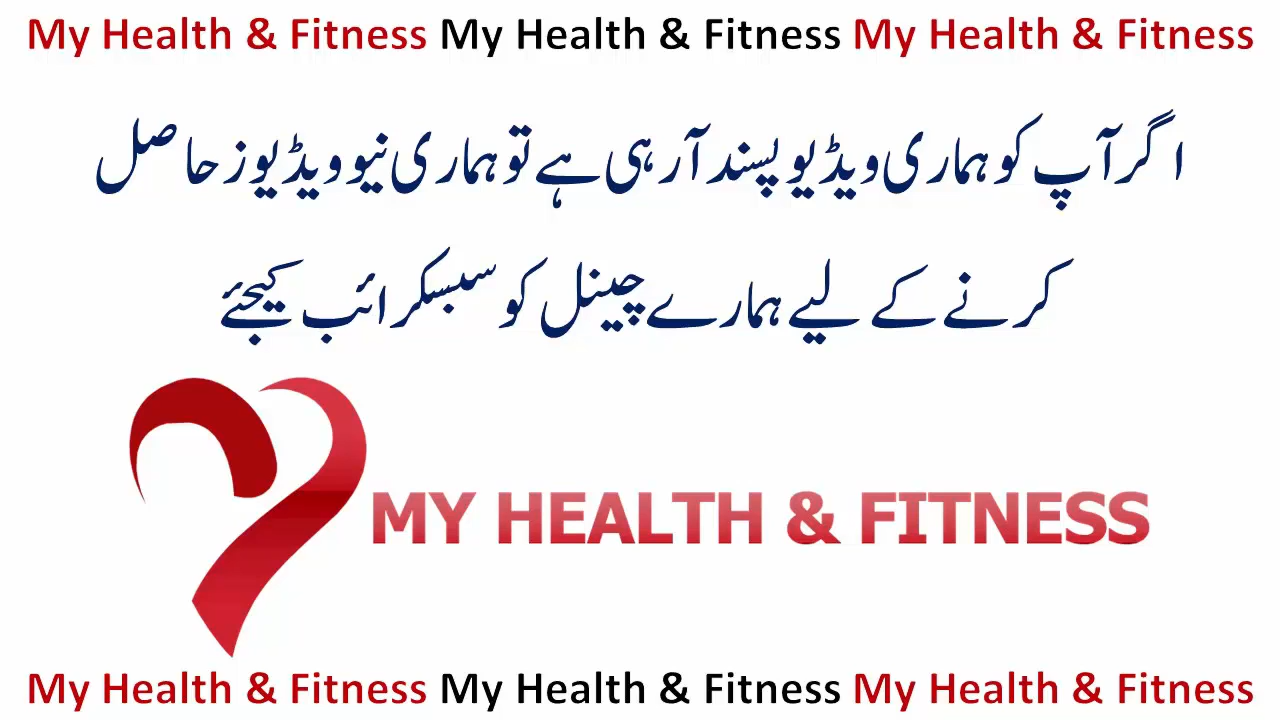 My Health & Fitness My Health & Fitness My Health & Fitness
اگر آپ کو ہماری ویڈیو پسند آرہی ہے تو ہماری نیو ویڈیوز حاصل
کرنے کے لیے ہمارے چینل کو سبسکرائب کیجئے
MY HEALTH & FITNESS
My Health & Fitness My Health & Fitness My Health & Fitness